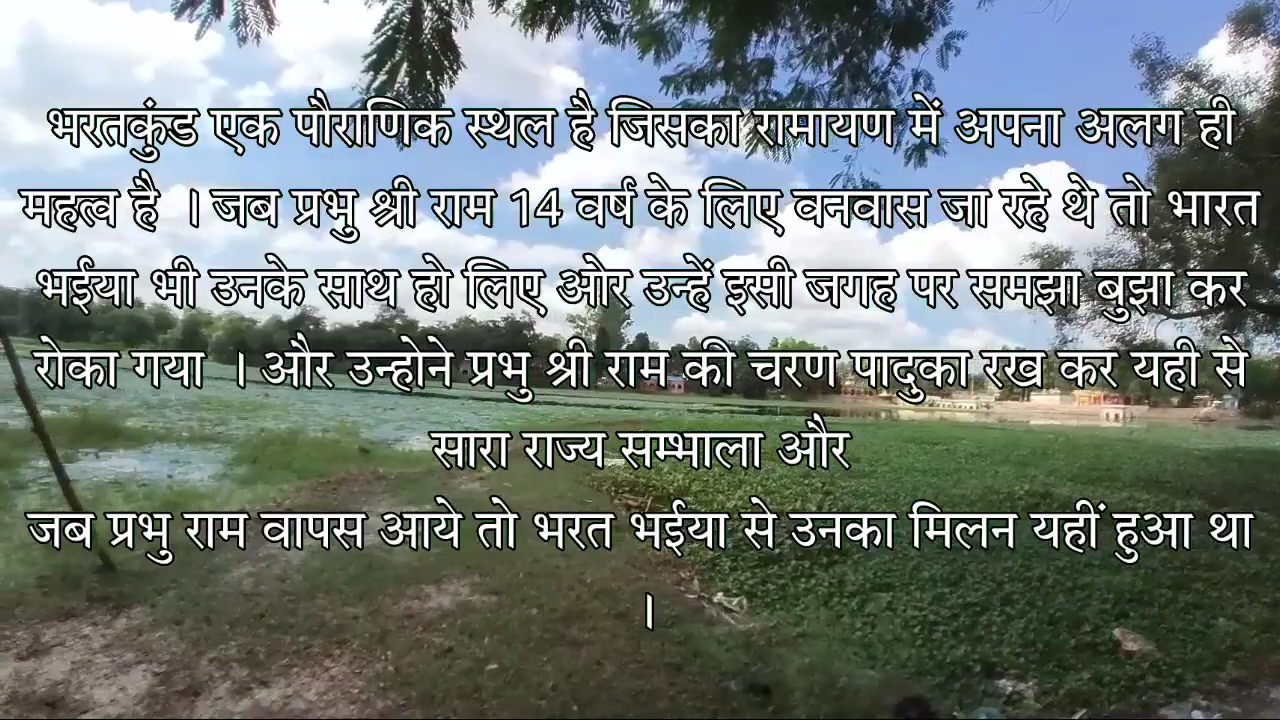 भरतकुंड एक पौराणिक स्थल है जिसका रामायण में अपना अलग ही
महत्व है । जब प्रभु श्री राम 14 वर्ष के लिए वनवास जा रहे थे तो भारत
भईया भी उनके साथ हो लिए ओर उन्हें इसी जगह पर समझा बुझा कर
रोका गया । और उन्होने प्रभु श्री राम की चरण पादुका रख कर यही से
सारा राज्य सम्भाला और
जब प्रभु राम वापस आये तो भरत भईया से उनका मिलन यहीं हुआ था
।